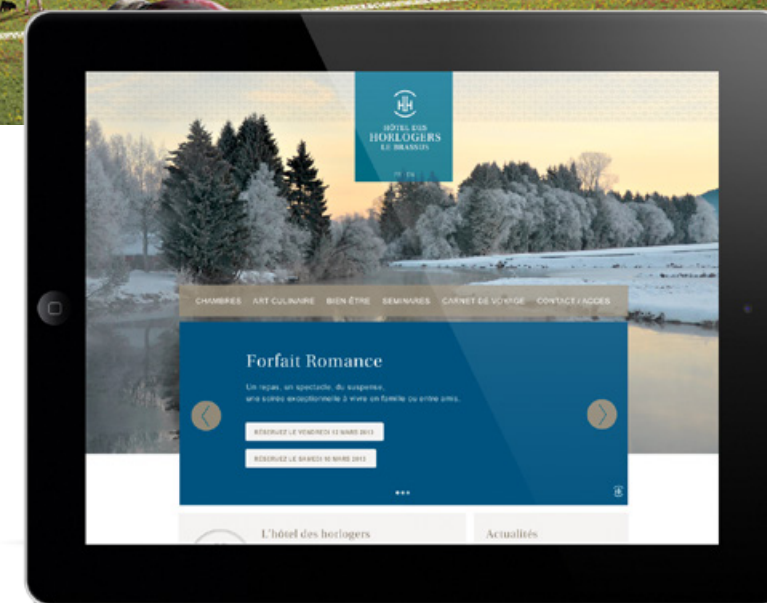 HÔTEL DES
HORLOGERS
LE BRASSUS
FR EN
CHAMBRES ART CULINAIRE BIEN-ÊTRE SEMINAIRES CARNET DE VOYAGE CONTACT / ACCES
Forfait Romance
Un repas, un spectacle, du suspense,
une soirée exceptionnelle à vivre en famille ou entre amis.
RÉSERVEZ LE VENDREDI 12 MARS 2013
RÉSERVEZ LE SAMEDI 16 MARS 2013
L'hôtel des horlogers
Actualités